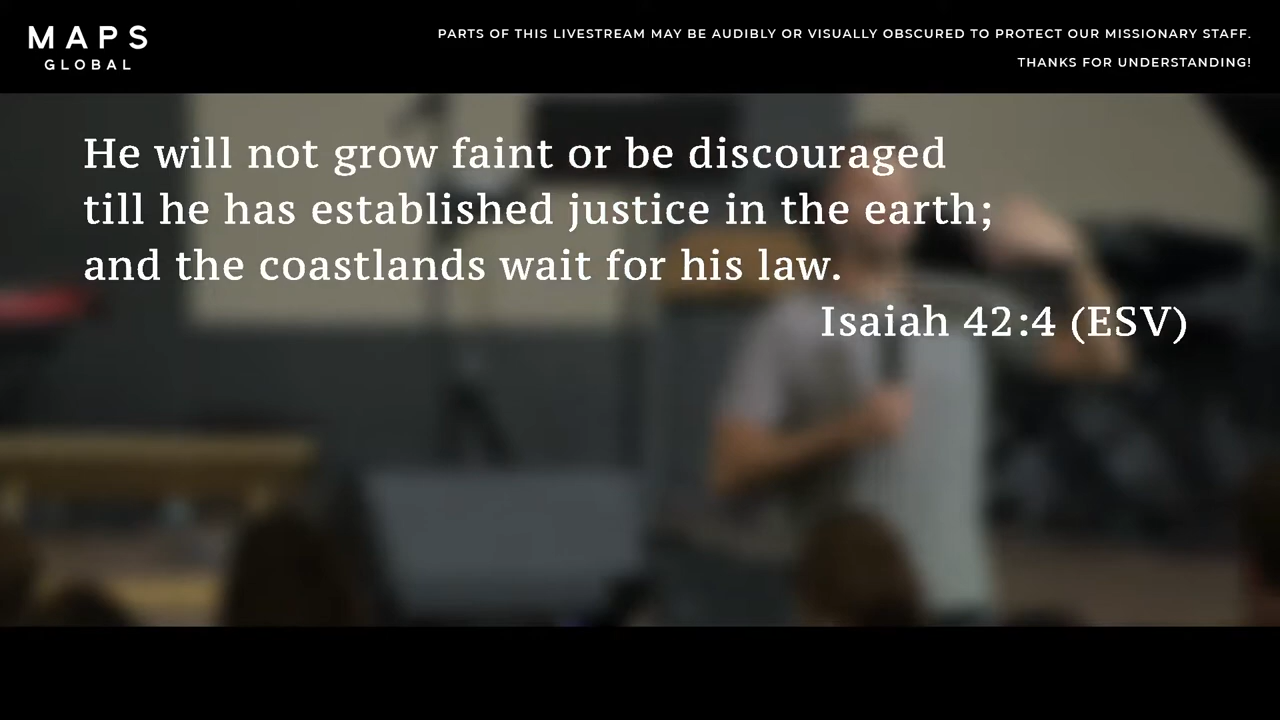 MAPS
GLOBAL
PARTS OF THIS LIVESTREAM MAY BE AUDIBLY OR VISUALLY OBSCURED TO PROTECT OUR MISSIONARY STAFF.
THANKS FOR UNDERSTANDING!
He will not grow faint or be discouraged
till he has established justice in the earth;
and the coastlands wait for his law.
Isaiah 42:4 (ESV)